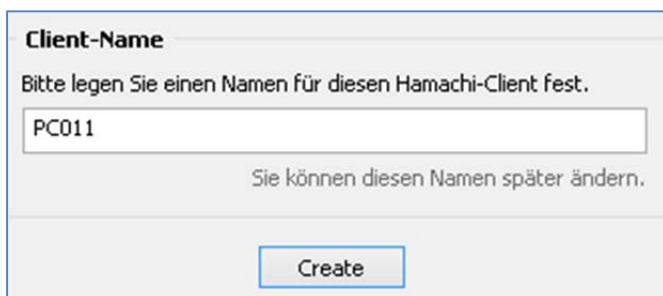 Client-Name
Bitte legen Sie einen Namen für diesen Hamachi-Client fest.
PC011
Sie können diesen Namen später ändern.
Create